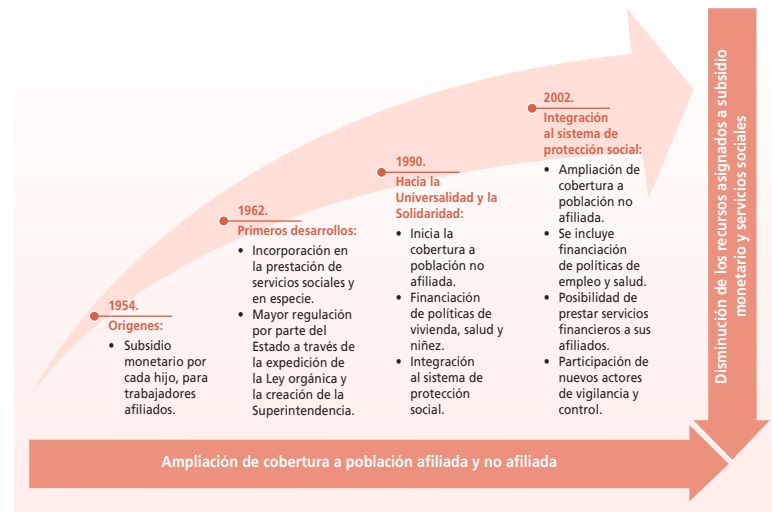 1954.
Origenes:
• Subsidio
monetario por
cada hijo, para
trabajadores
afiliados.
1962.
Primeros desarrollos:
• Incorporación en
la prestación de
servicios sociales y
en especie.
• Mayor regulación
por parte del
Estado a través de
la expedición de
la Ley orgánica y
la creación de la
Superintendencia.
1990.
Hacia la
Universalidad y la
Solidaridad:
• Inicia la
cobertura a
población no
afiliada.
• Financiación
de políticas de
vivienda, salud y
niñez.
• Integración
al sistema de
protección
social.
2002.
Integración
al sistema de
protección social:
• Ampliación de
cobertura a
población no
afiliada.
• Se incluye
financiación
de políticas de
empleo y salud.
• Posibilidad de
prestar servicios
financieros a sus
afiliados.
• Participación de
nuevos actores
de vigilancia y
control.
Disminución de los recursos asignados a subsidio
monetario y servicios sociales
Ampliación de cobertura a población afiliada y no afiliada